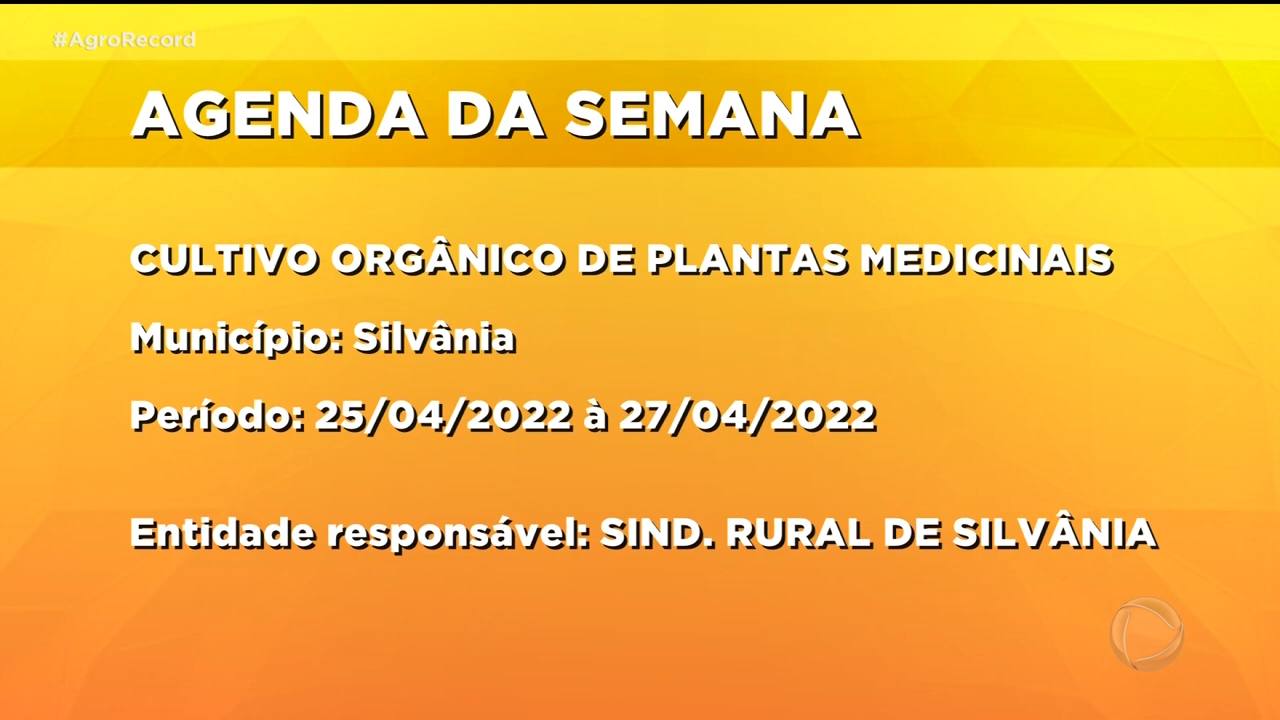 #AgroRecord
AGENDA DA SEMANA
CULTIVO ORGÂNICO DE PLANTAS MEDICINAIS
Município: Silvânia
Período: 25/04/2022 à 27/04/2022
Entidade responsável: SIND. RURAL DE SILVÂNIA